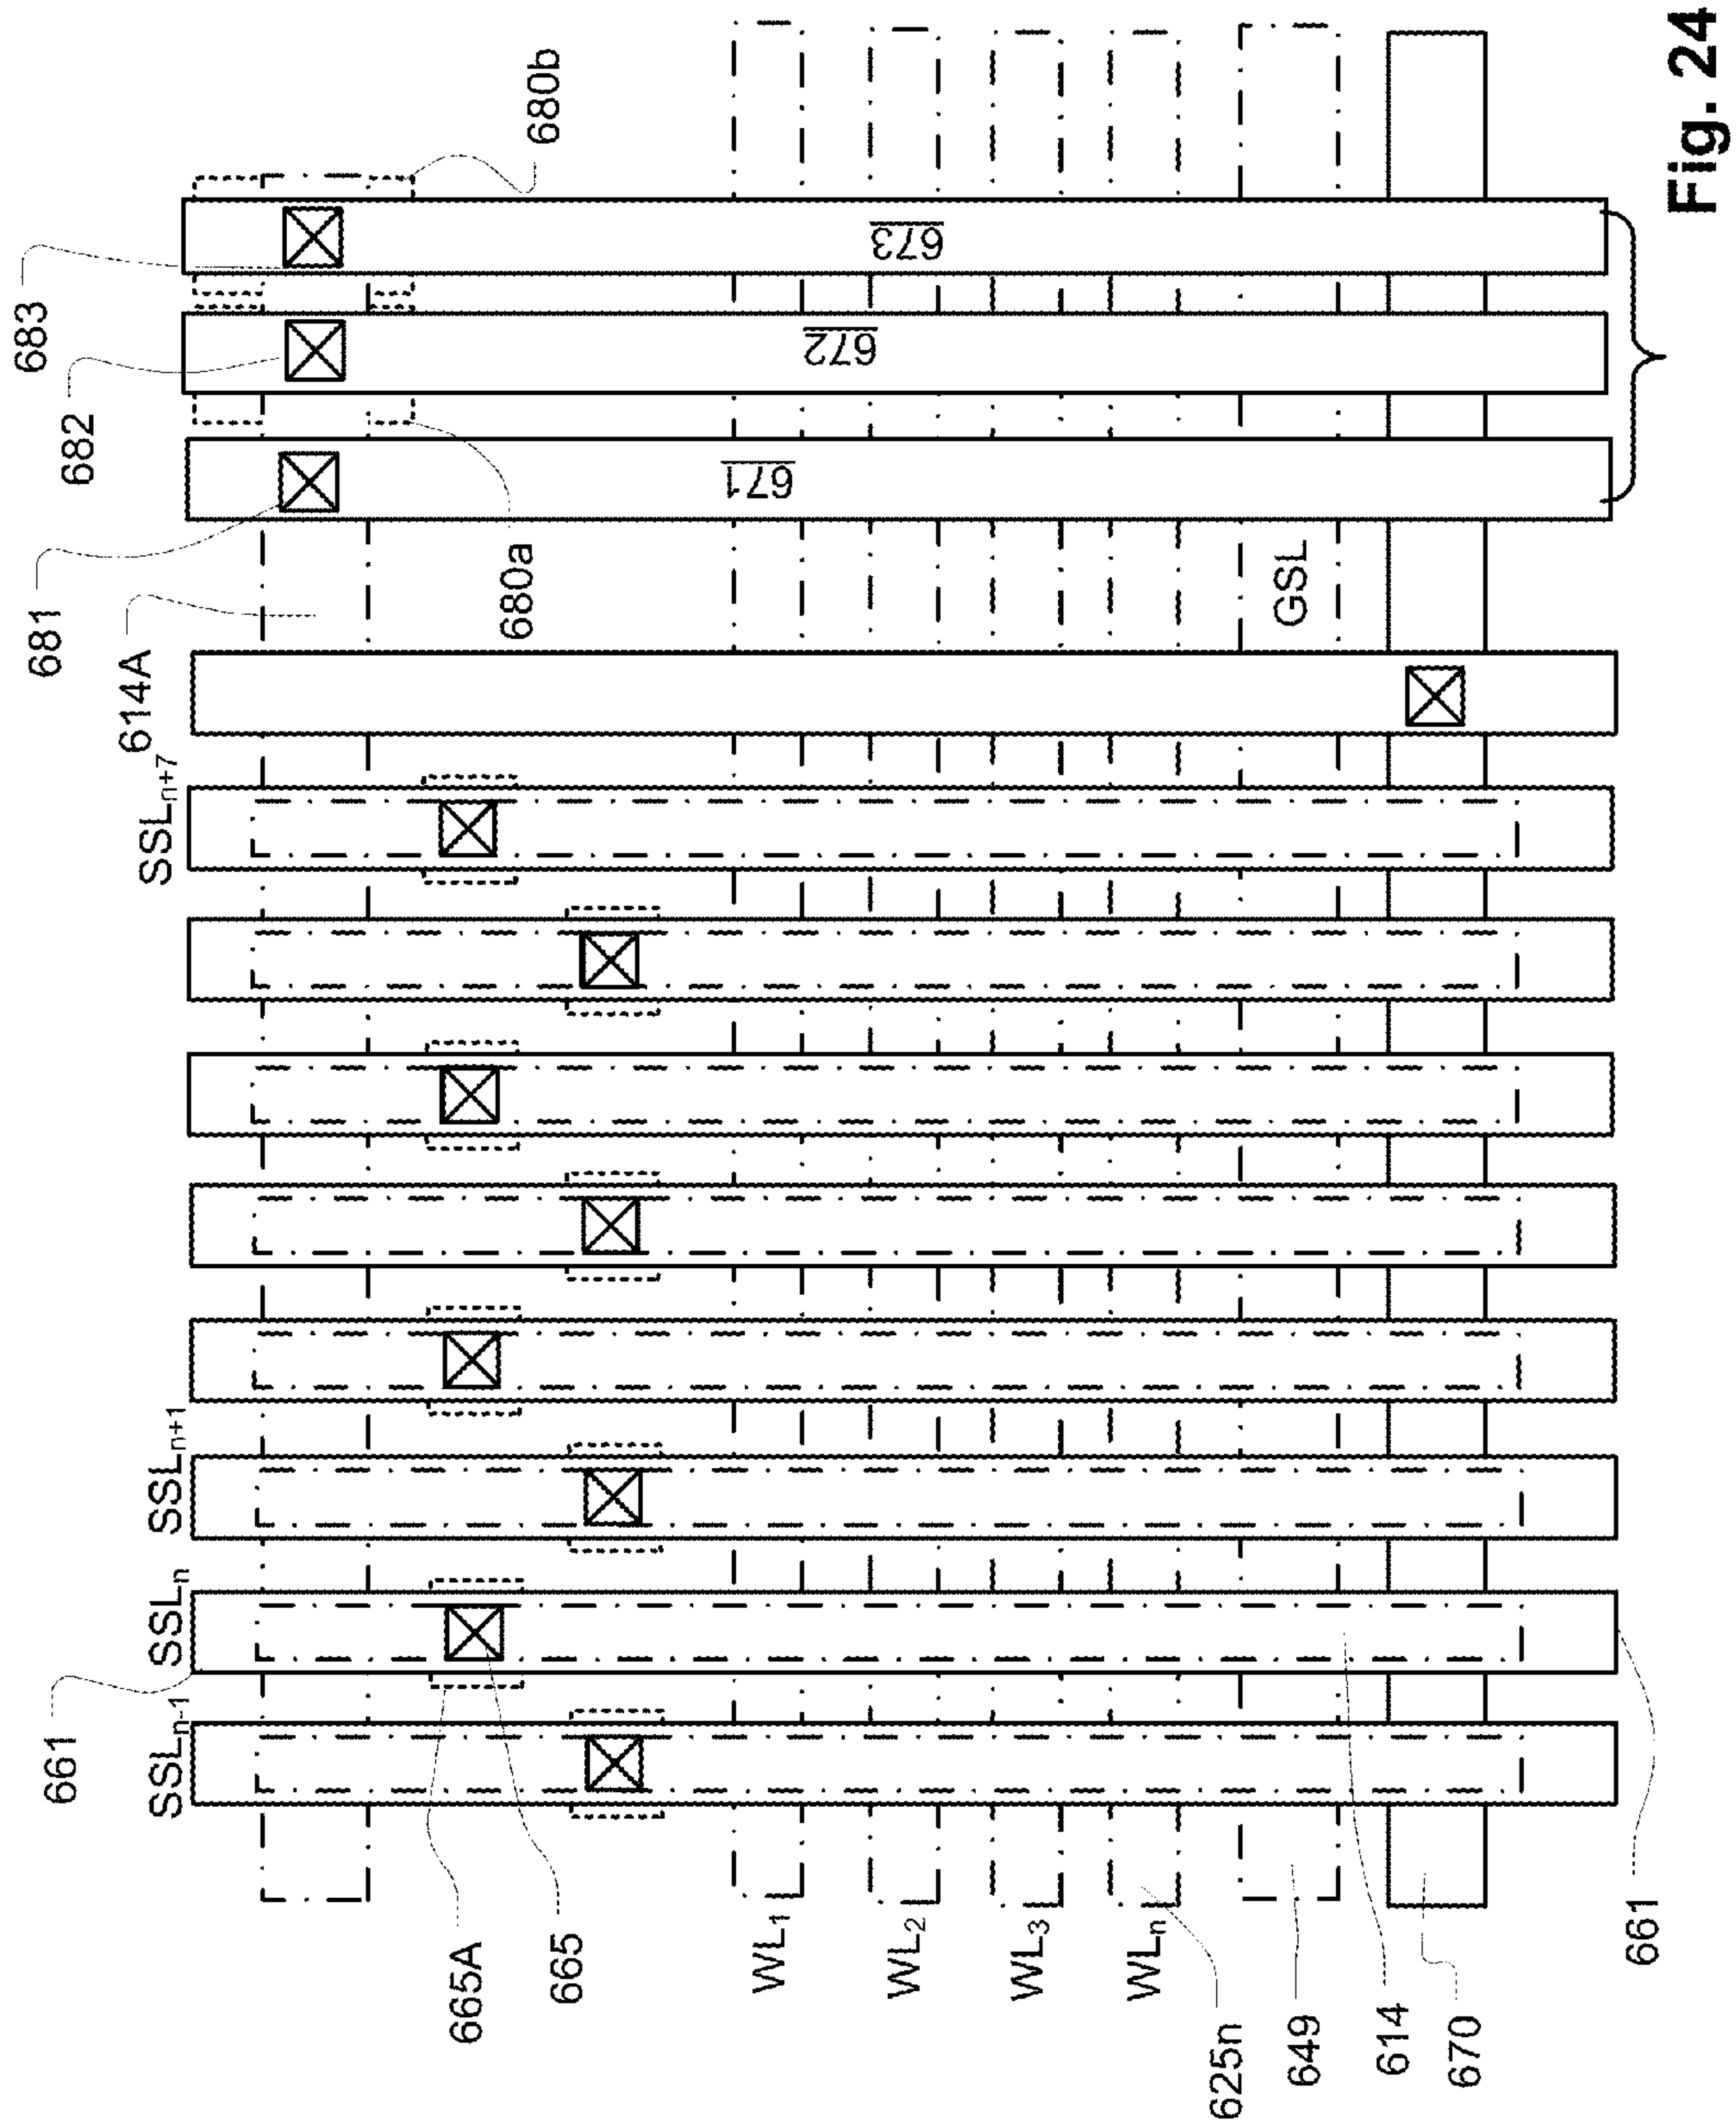 683
682
681
614A
680b
680a
673
672
671
GSL
SSLn+7
SSLn+1
SSLn
661
SSLn-1
665A
665
WL1
WL2
WL3
WLn
625n
649
614
670
661
Fig. 24